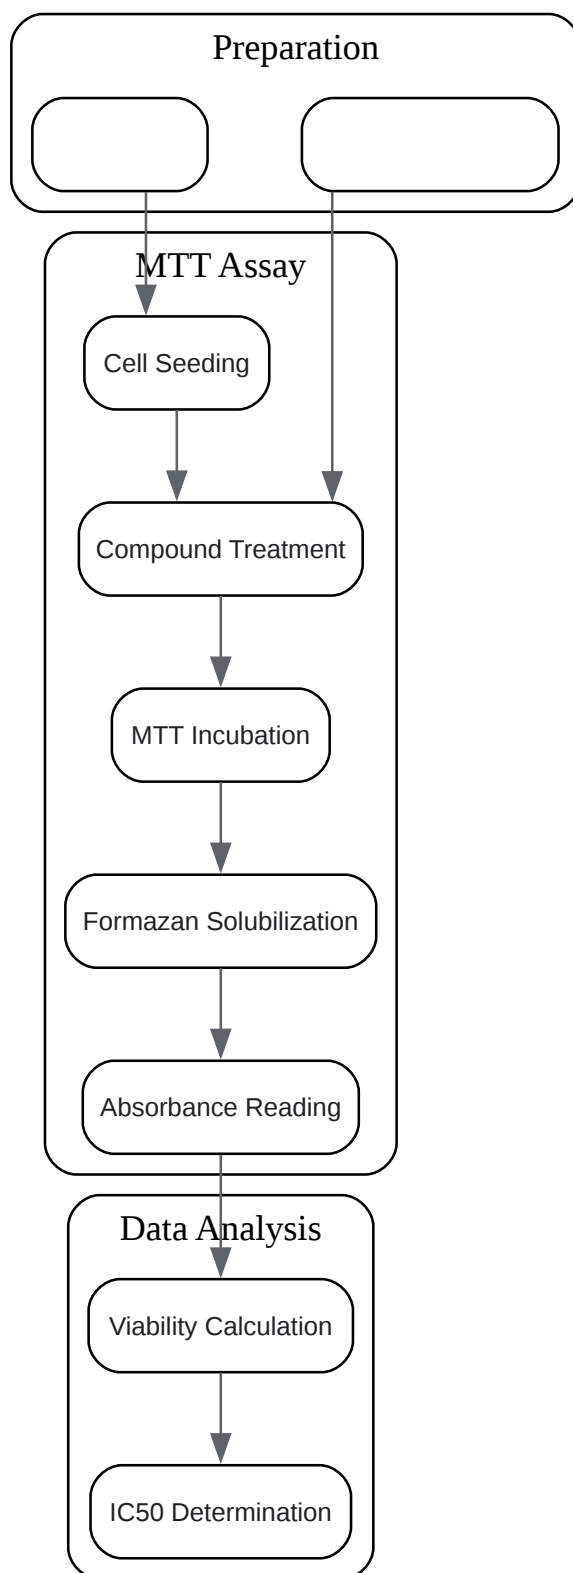 Preparation
MTT Assay
Cell Seeding
Compound Treatment
MTT Incubation
Formazan Solubilization
Absorbance Reading
Data Analysis
Viability Calculation
IC50 Determination